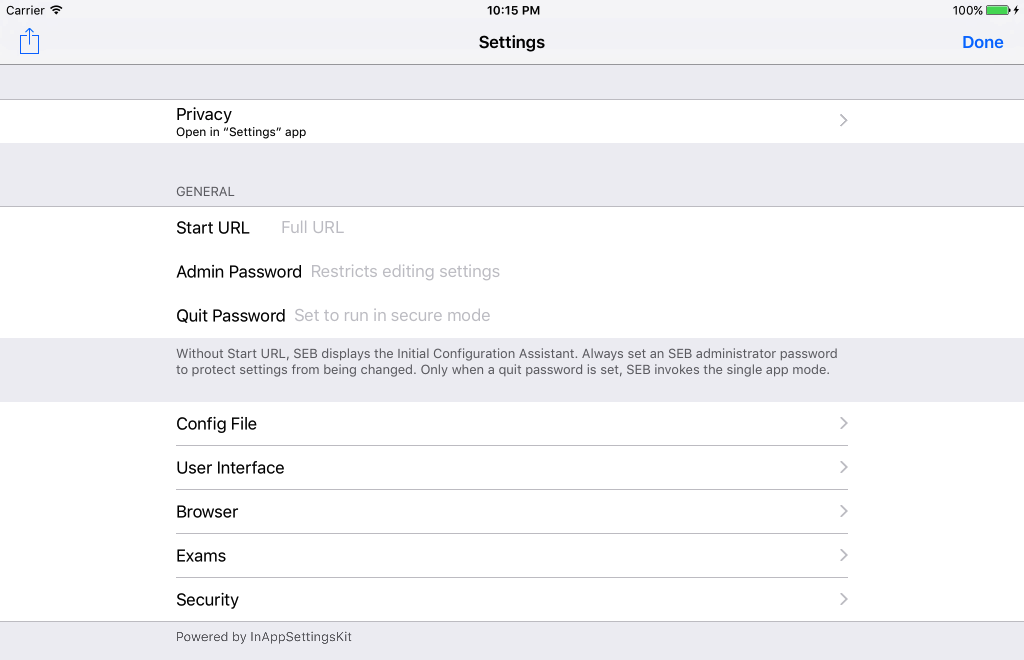 Carrier 10:15 PM 100%
Settings Done
Privacy
Open in “Settings” app
GENERAL
Start URL Full URL
Admin Password Restricts editing settings
Quit Password Set to run in secure mode
Without Start URL, SEB displays the Initial Configuration Assistant. Always set an SEB administrator password
to protect settings from being changed. Only when a quit password is set, SEB invokes the single app mode.
Config File
User Interface
Browser
Exams
Security
Powered by InAppSettingsKit